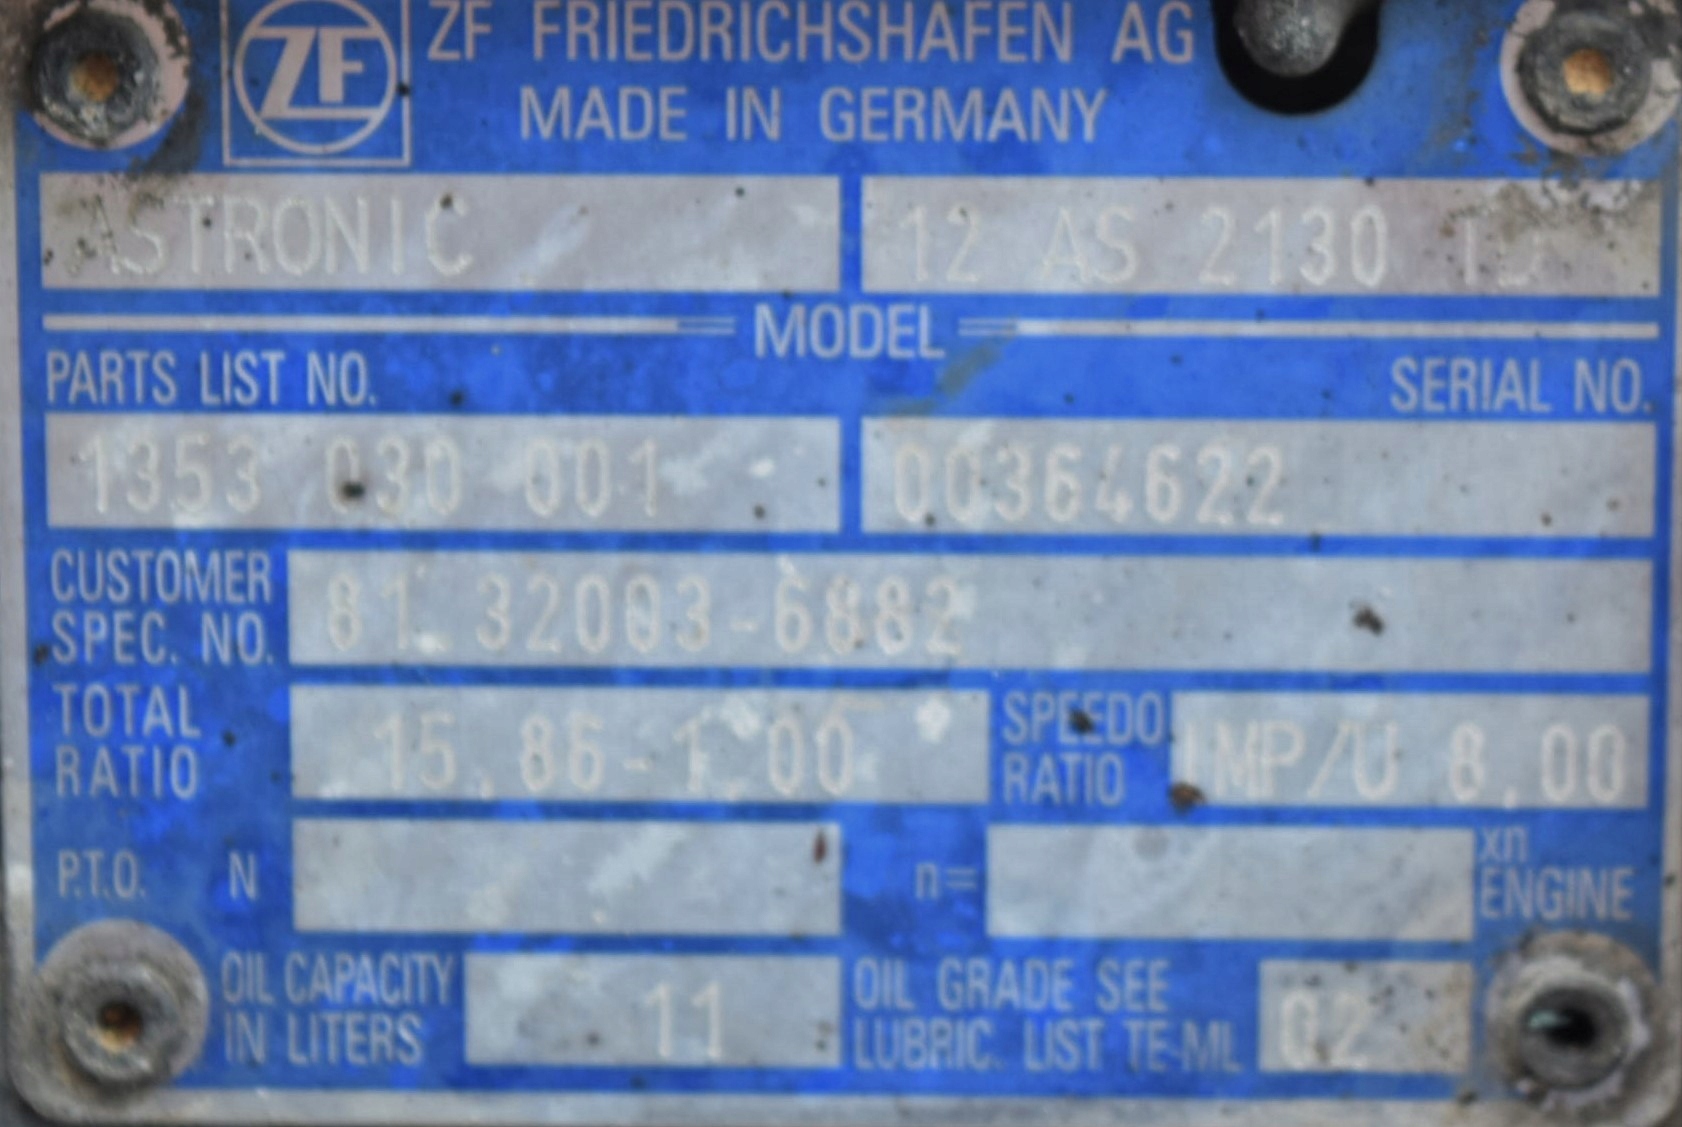 ZF
ZF FRIEDRICHSHAFEN AG
MADE IN GERMANY
ASTRONIC
12 AS 2130 TD
MODEL
PARTS LIST NO.
SERIAL NO.
1353 030 001
00364622
CUSTOMER
SPEC. NO.
81.32003-6882
TOTAL
RATIO
15,86-1,00
SPEEDO
RATIO
IMP/U 8,00
P.T.O. N
n=
xn
ENGINE
OIL CAPACITY
IN LITERS
11
OIL GRADE SEE
LUBRIC. LIST TE-ML
02